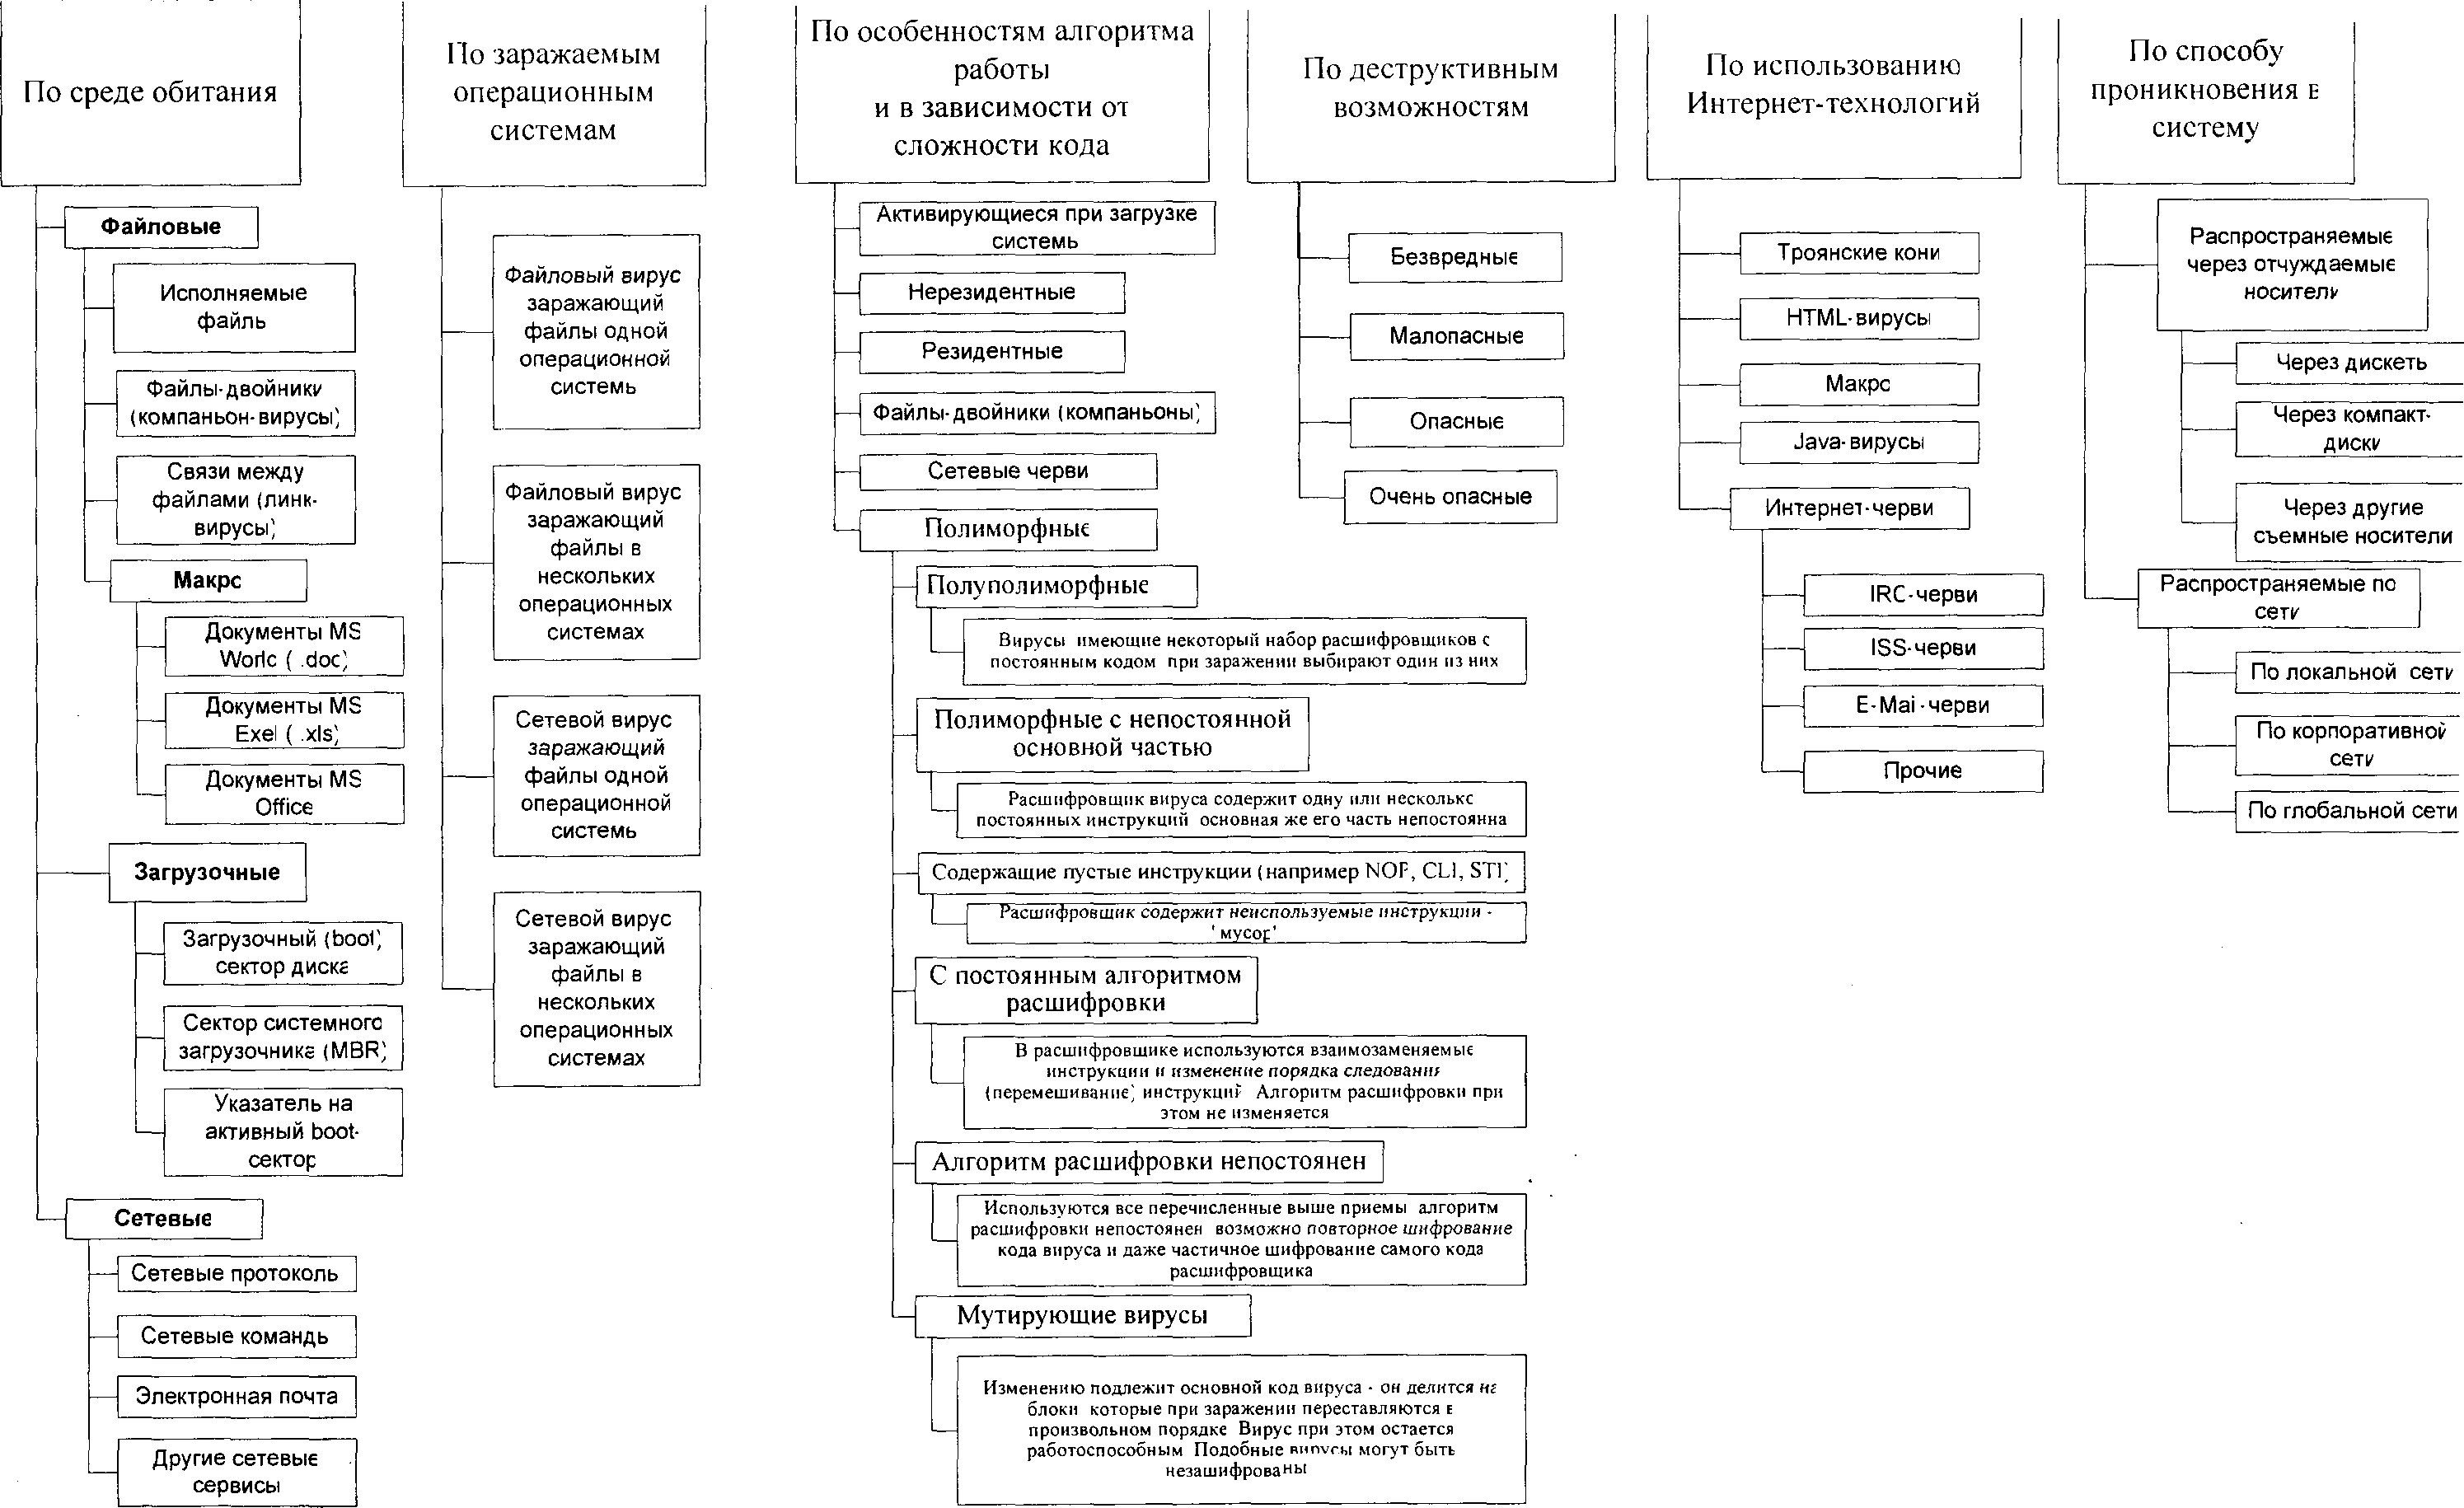 По среде обитания
Файловые
Исполняемые
файлы
Файлы-двойники
(компаньон-вирусы)
Связи между
файлами (линк-
вирусы)
Макрс
Документы MS
Worlc ( .doc)
Документы MS
Exel ( .xls)
Документы MS
Office
Загрузочные
Загрузочный (boot)
сектор диска
Сектор системного
загрузочника (MBR)
Указатель на
активный boot-
сектор
Сетевые
Сетевые протоколь
Сетевые командь
Электронная почта
Другие сетевые
сервисы
По заражаемым
операционным
системам
Файловый вирус
заражающий
файлы одной
операционной
системь
Файловый вирус
заражающий
файлы в
нескольких
операционных
системах
Сетевой вирус
заражающий
файлы одной
операционной
системь
Сетевой вирус
заражающий
файлы в
нескольких
операционных
системах
По особенностям алгоритма
работы
и в зависимости от
сложности кода
Активирующиеся при загрузке
системь
Нерезидентные
Резидентные
Файлы-двойники (компаньоны)
Сетевые черви
Полиморфные
Полуполиморфные
Вирусы имеющие некоторый набор расшифровщиков с
постоянным кодом при заражении выбирают один из них
Полиморфные с непостоянной
основной частью
Расшифровщик вируса содержит одну или несколько
постоянных инструкций основная же его часть непостоянна
Содержащие пустые инструкции (например NOP, CLI, STI)
Расшифровщик содержит неиспользуемые инструкции -
'мусор'
С постоянным алгоритмом
расшифровки
В расшифровщике используются взаимозаменяемые
инструкции и изменение порядка следования
(перемешивание) инструкций Алгоритм расшифровки при
этом не изменяется
Алгоритм расшифровки непостоянен
Используются все перечисленные выше приемы алгоритм
расшифровки непостоянен возможно повторное шифрование
кода вируса и даже частичное шифрование самого кода
расшифровщика
Мутирующие вирусы
Изменению подлежит основной код вируса - он делится на
блоки которые при заражении переставляются в
произвольном порядке Вирус при этом остается
работоспособным Подобные вирусы могут быть
незашифрованы
По деструктивным
возможностям
Безвредные
Малопасные
Опасные
Очень опасные
По использованию
Интернет-технологий
Троянские кони
HTML-вирусы
Макрс
Java-вирусы
Интернет-черви
IRC-черви
ISS-черви
E-Mai -черви
Прочие
По способу
проникновения в
систему
Распространяемые
через отчуждаемые
носители
Через дискеть
Через компакт-
диски
Через другие
съемные носители
Распространяемые по
сети
По локальной сети
По корпоративной
сети
По глобальной сети